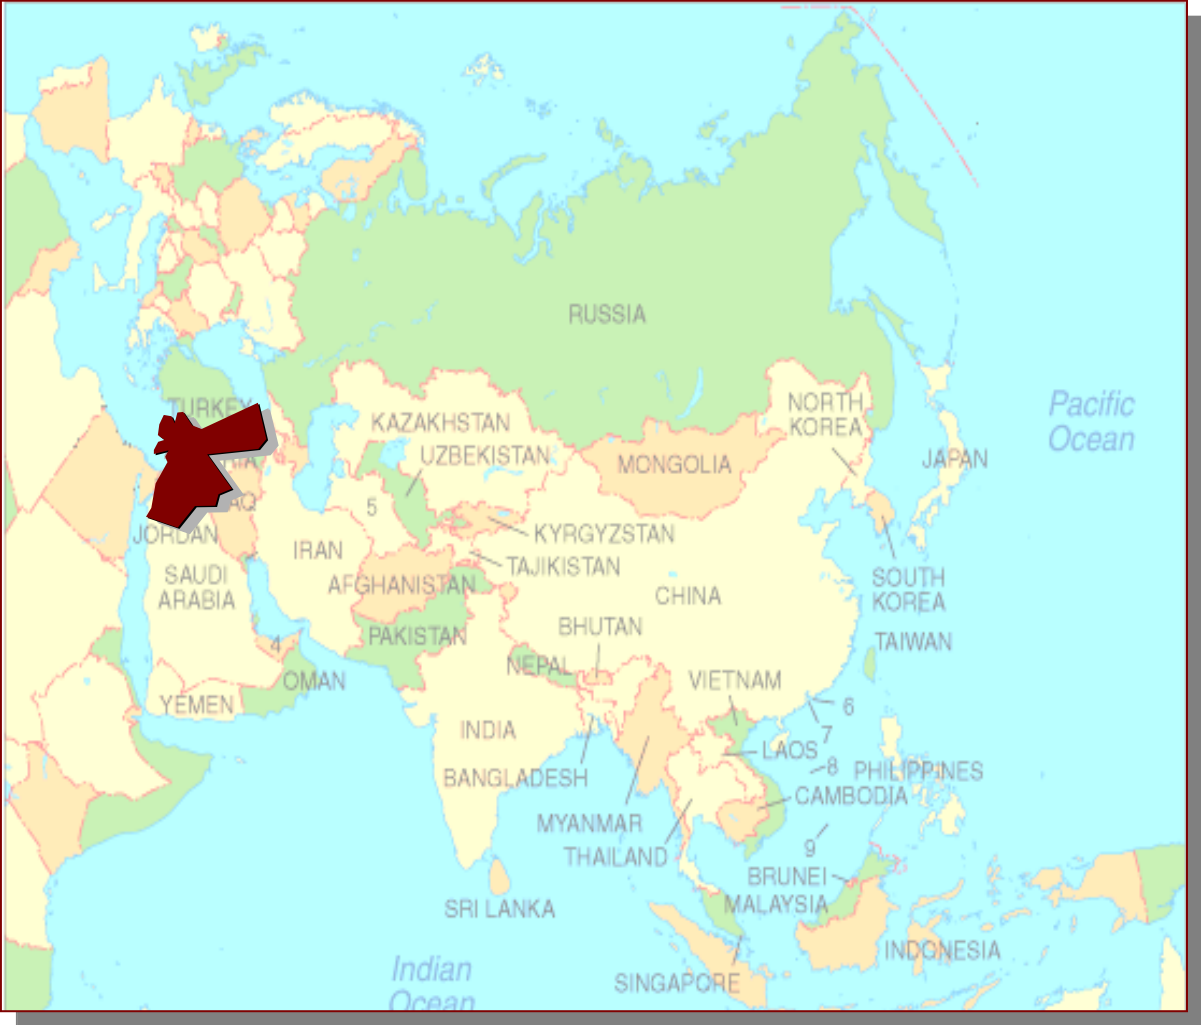 RUSSIA
TURKEY
KAZAKHSTAN
NORTH
KOREA
Pacific
Ocean
UZBEKISTAN
MONGOLIA
JAPAN
5
KYRGYZSTAN
JORDAN
IRAN
TAJIKISTAN
SAUDI
ARABIA
AFGHANISTAN
CHINA
SOUTH
KOREA
BHUTAN
PAKISTAN
TAIWAN
4
NEPAL
OMAN
VIETNAM
YEMEN
6
INDIA
7
LAOS
8
PHILIPPINES
BANGLADESH
CAMBODIA
MYANMAR
9
THAILAND
BRUNEI
SRI LANKA
MALAYSIA
INDONESIA
Indian
Ocean
SINGAPORE